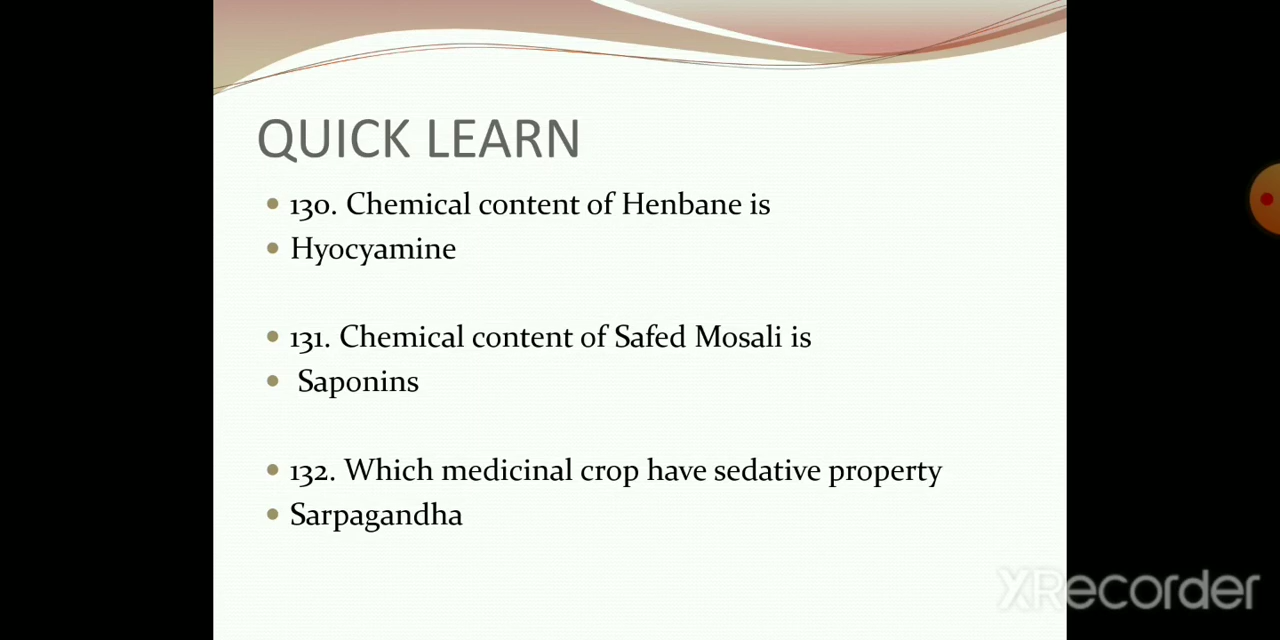 QUICK LEARN
130. Chemical content of Henbane is
Hyocyamine
131. Chemical content of Safed Mosali is
Saponins
132. Which medicinal crop have sedative property
Sarpagandha
XRecorder